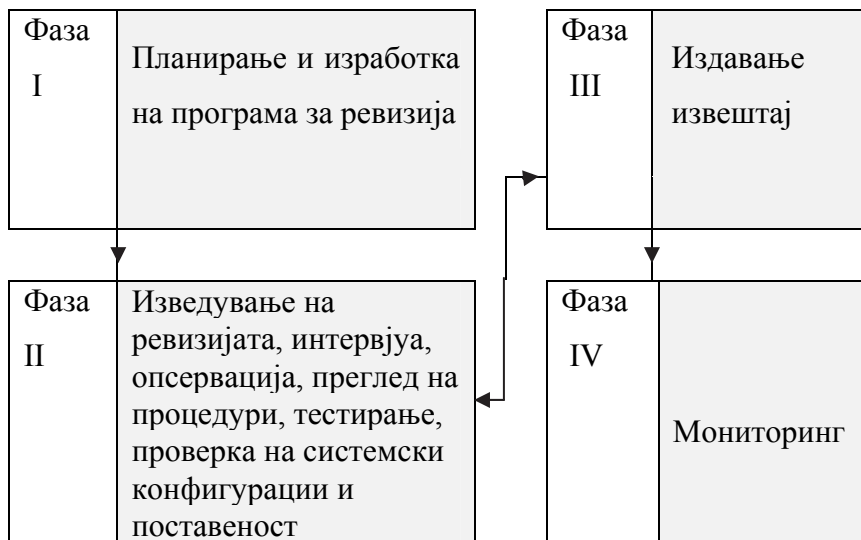 Фаза
I
Планирање и изработка
на програма за ревизија
Фаза
II
Изведување на
ревизијата, интервјуа,
опсервација, преглед на
процедури, тестирање,
проверка на системски
конфигурации и
поставеност
Фаза
III
Издавање
извештај
Фаза
IV
Мониторинг